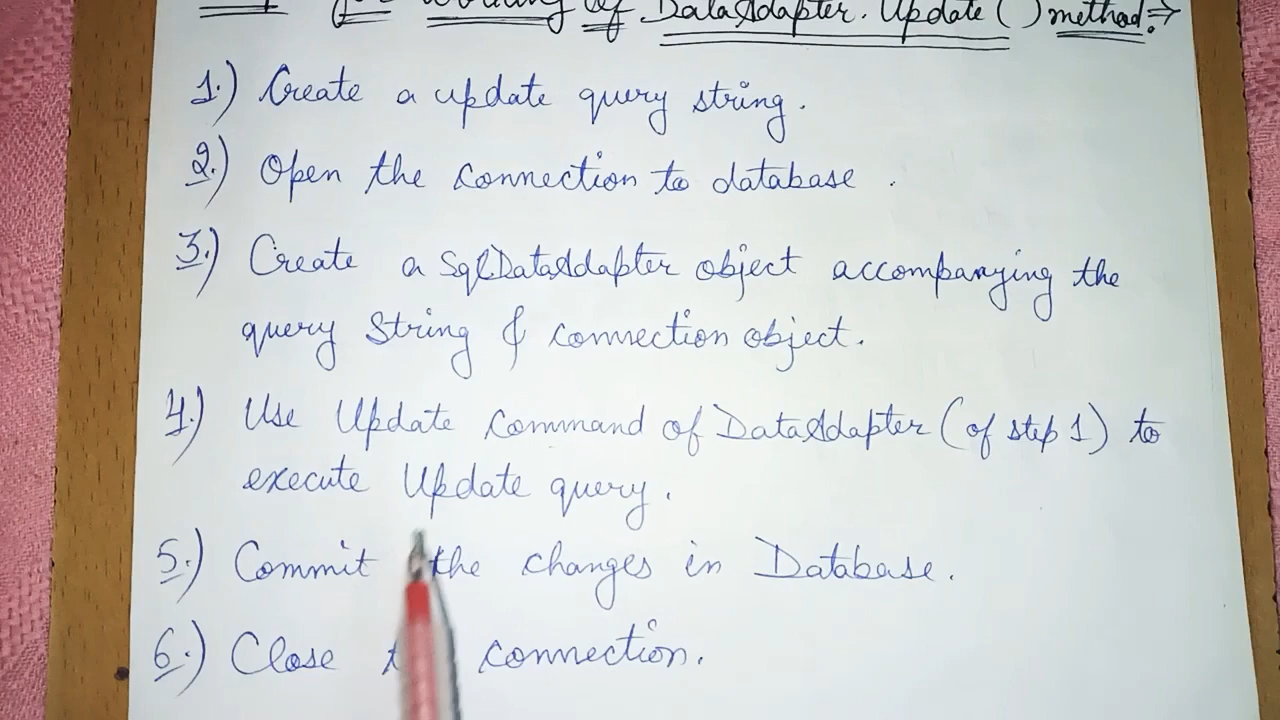 for working of DataAdapter.Update() method:⇒
1.) Create a update query string.
2.) Open the connection to database.
3.) Create a SqlDataAdapter object accompanying the
query String & connection object.
4.) Use Update Command of DataAdapter (of step 1) to
execute Update query.
5.) Commit the changes in Database.
6.) Close connection.